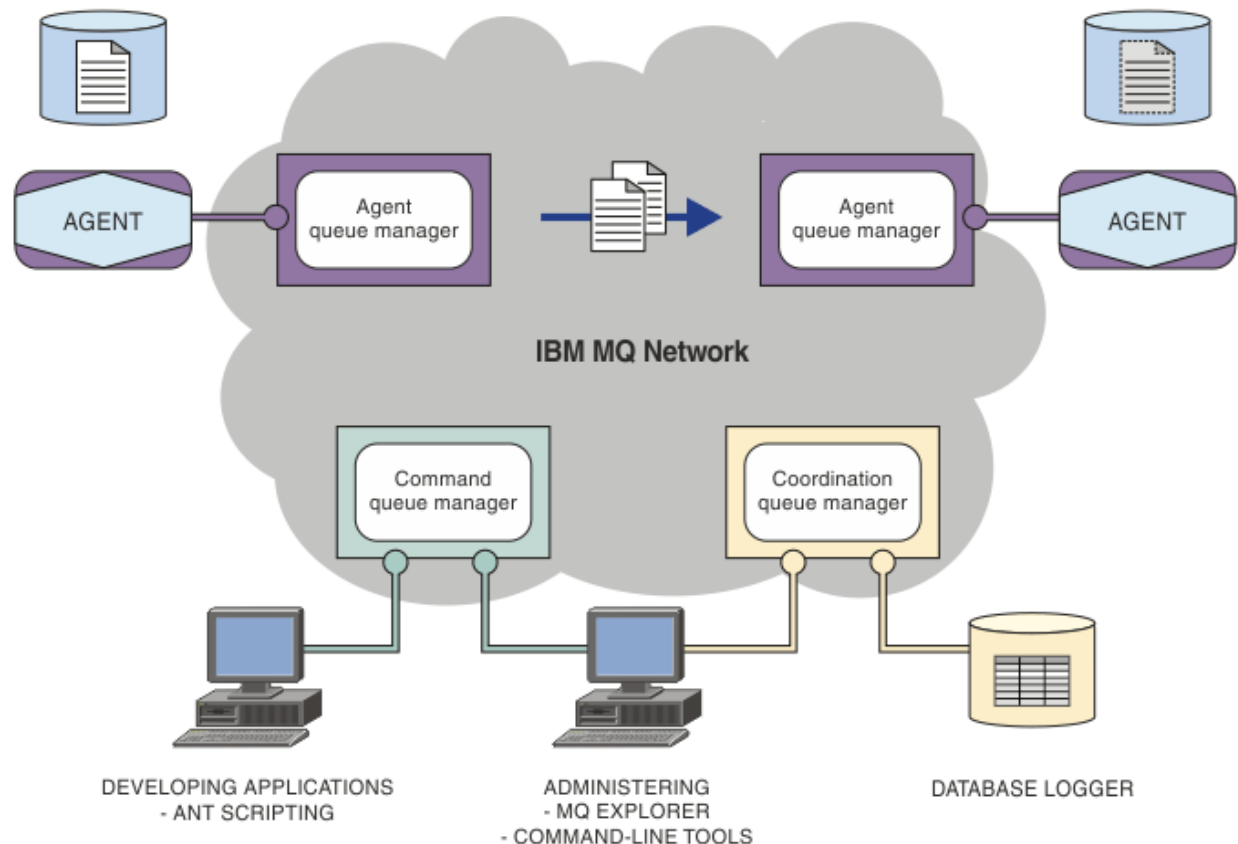 AGENT
Agent
queue manager
Agent
queue manager
AGENT
IBM MQ Network
Command
queue manager
Coordination
queue manager
DEVELOPING APPLICATIONS
- ANT SCRIPTING
ADMINISTERING
- MQ EXPLORER
- COMMAND-LINE TOOLS
DATABASE LOGGER